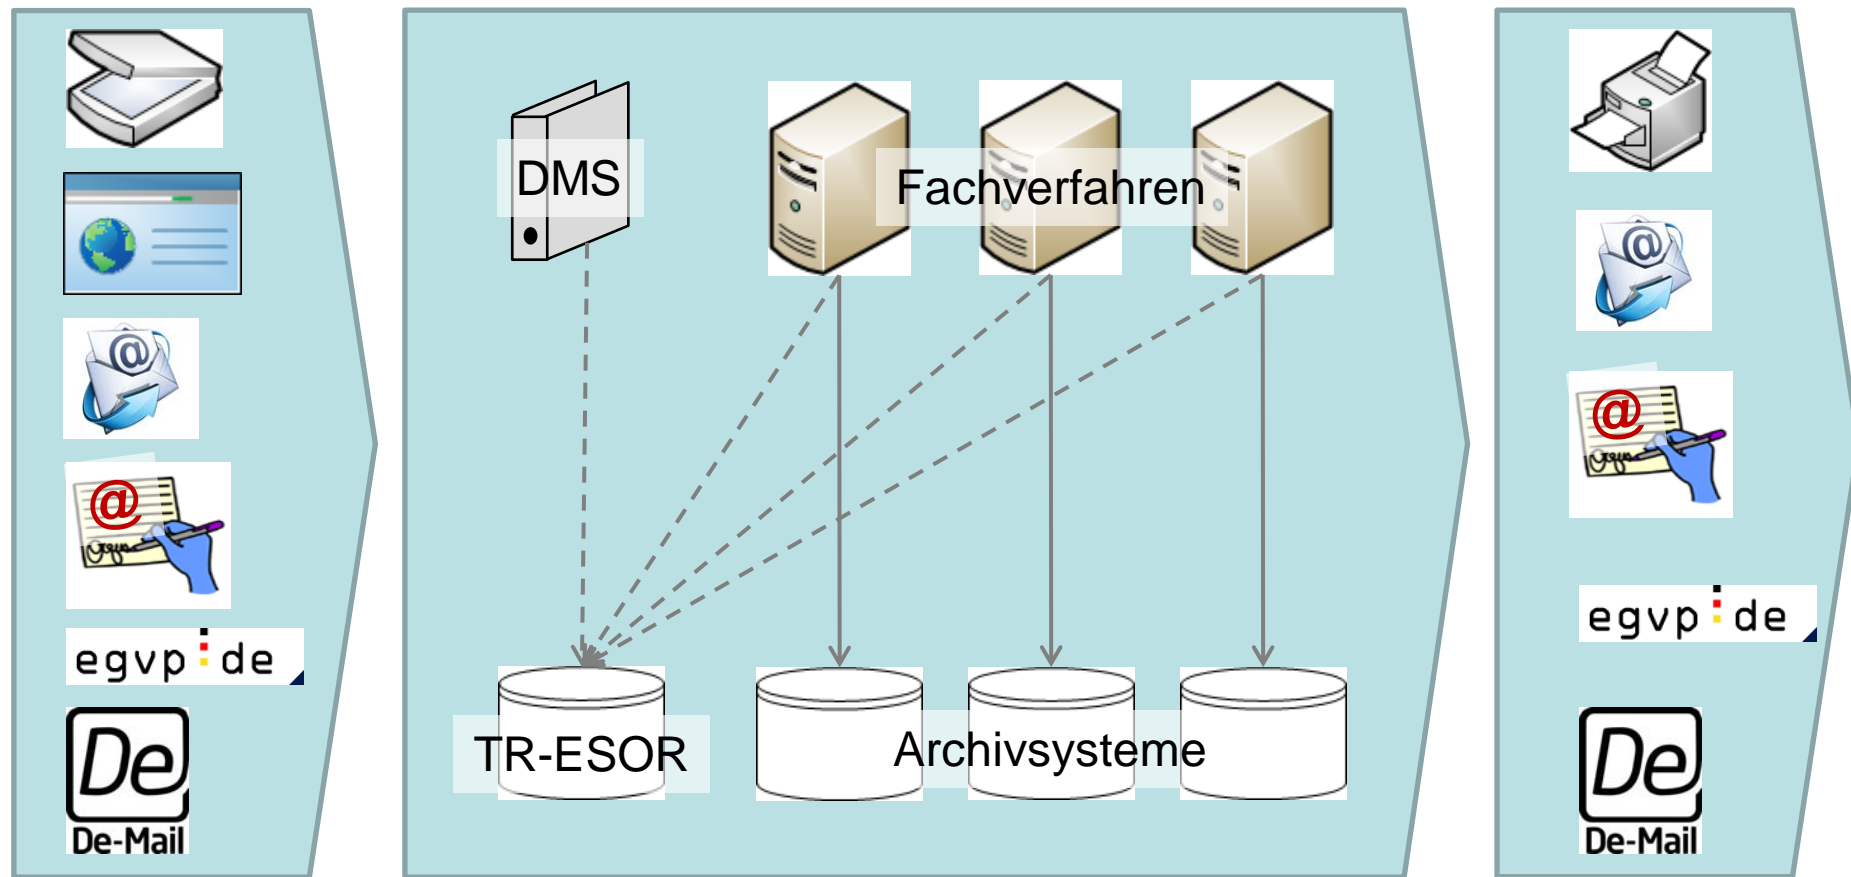 @
@
egvp de
De
De-Mail
DMS
Fachverfahren
TR-ESOR
Archivsysteme
@
@
egvp de
De
De-Mail